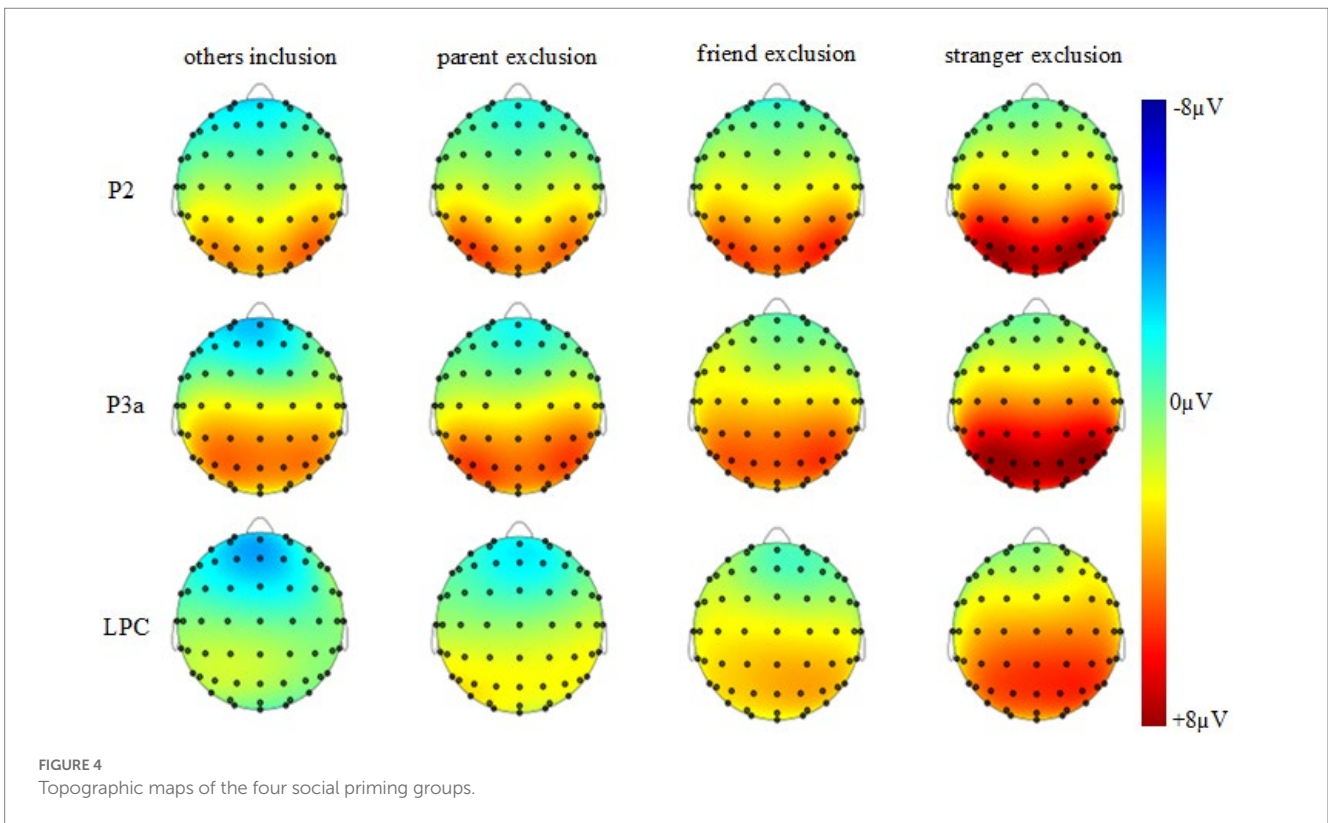 others inclusion parent exclusion friend exclusion stranger exclusion
-8μV
P2
P3a
0μV
LPC
+8μV
FIGURE 4
Topographic maps of the four social priming groups.